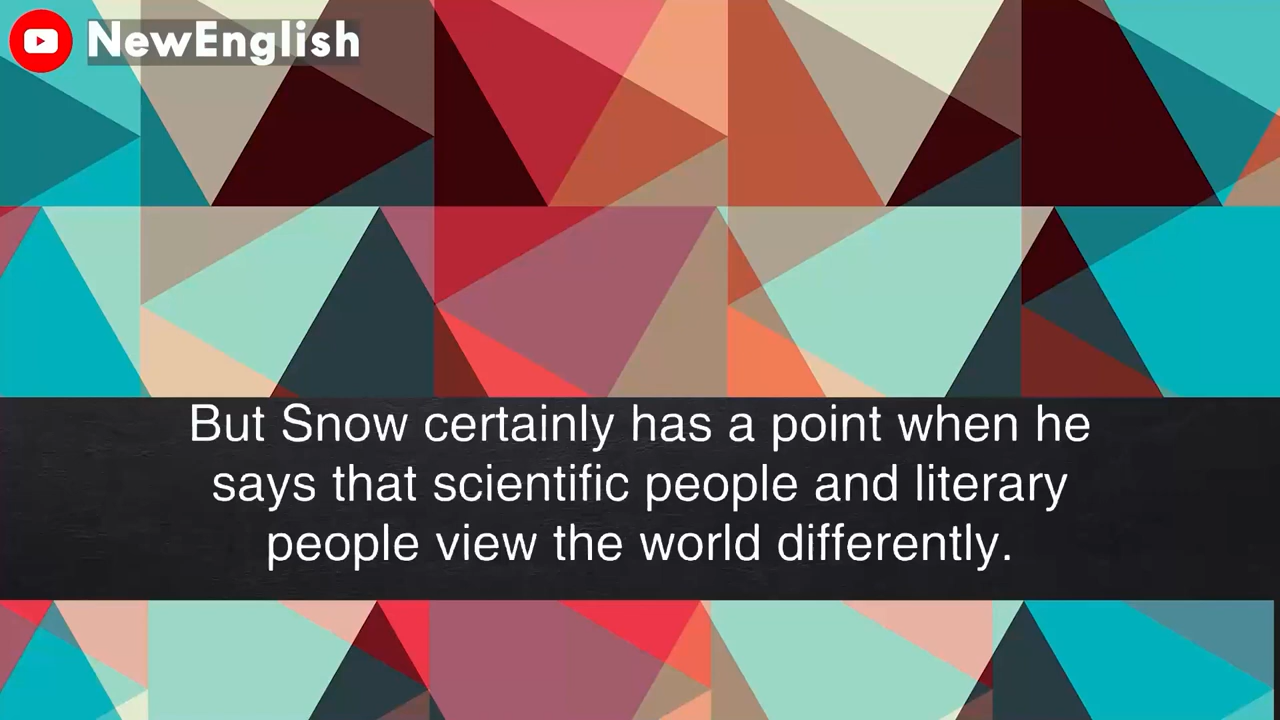 NewEnglish
But Snow certainly has a point when he
says that scientific people and literary
people view the world differently.